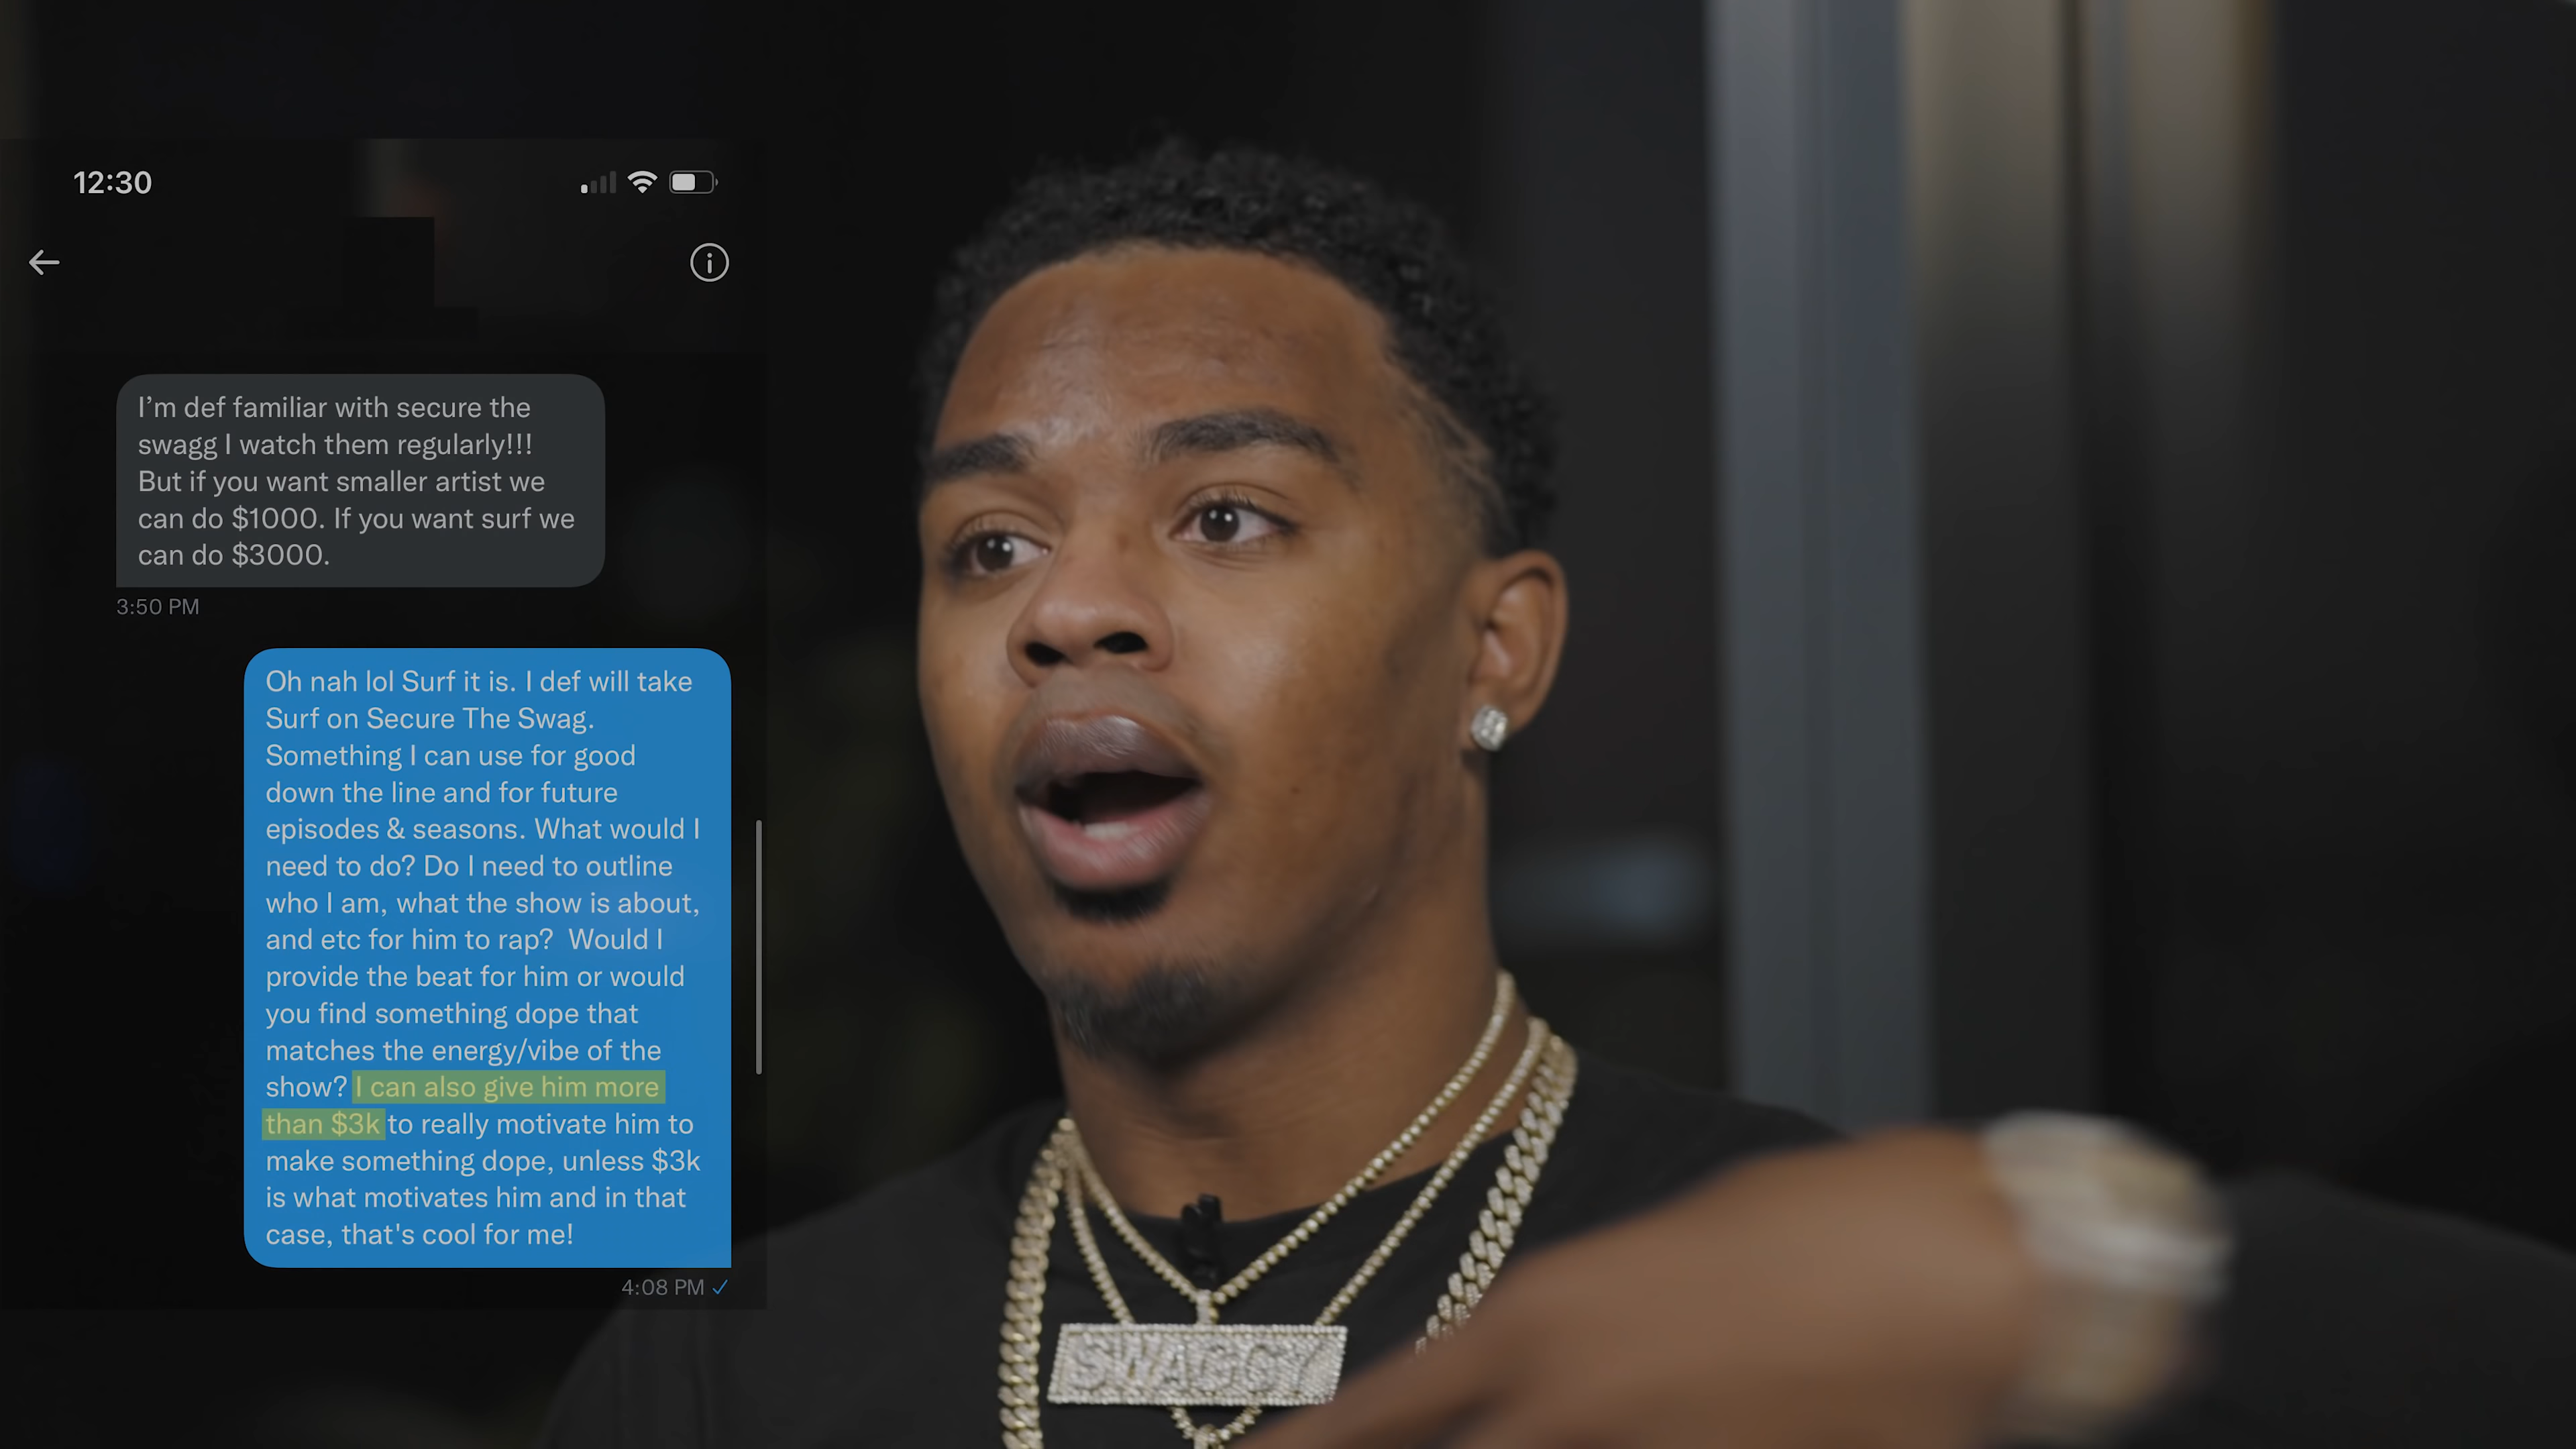 12:30
I’m def familiar with secure the
swagg I watch them regularly!!!
But if you want smaller artist we
can do $1000. If you want surf we
can do $3000.
3:50 PM
Oh nah lol Surf it is. I def will take
Surf on Secure The Swag.
Something I can use for good
down the line and for future
episodes & seasons. What would I
need to do? Do I need to outline
who I am, what the show is about,
and etc for him to rap?  Would I
provide the beat for him or would
you find something dope that
matches the energy/vibe of the
show? I can also give him more
than $3k to really motivate him to
make something dope, unless $3k
is what motivates him and in that
case, that's cool for me!
4:08 PM
SWAGGY